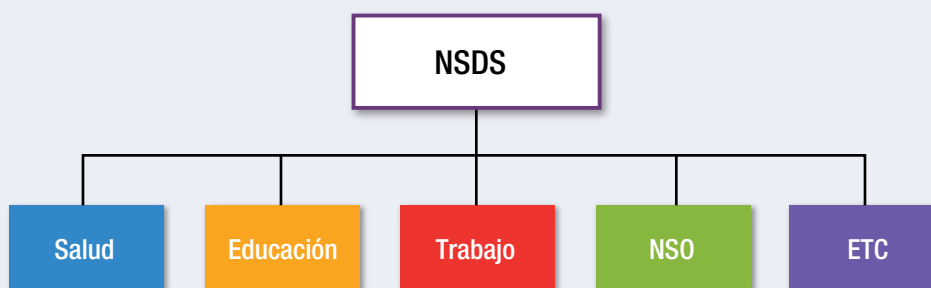 NSDS
Salud
Educación
Trabajo
NSO
ETC